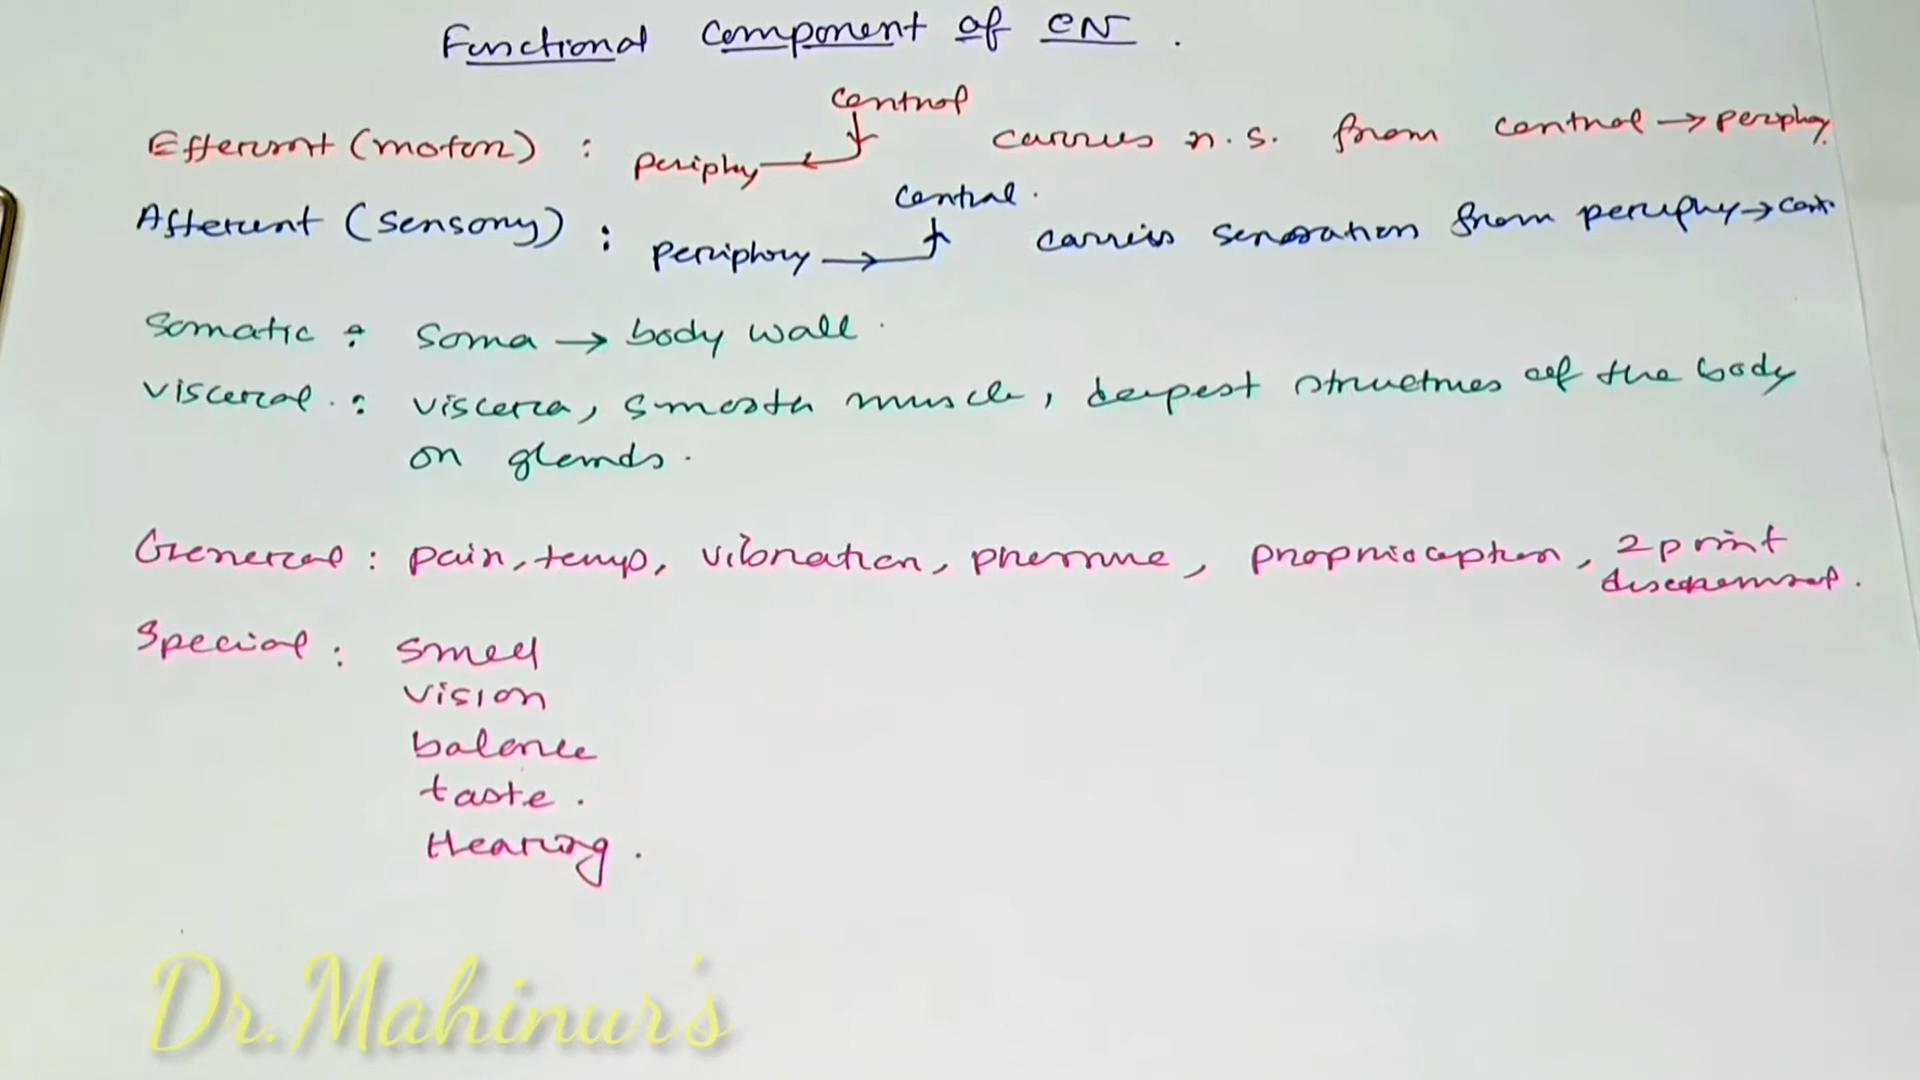 Functional Component of CN.
Efferent (motor) : periphy ← central carries n.s. from central → periphy.
Afferent (sensory) : periphery → central. carries sensation from periphy → cent.
Somatic : Soma → body wall.
Visceral. : viscera, smooth muscle, deepest structures of the body
or glands.
General : pain, temp, vibration, pressure, proprioception, 2 point
Special : smell
vision
balance
taste.
Hearing.
Dr.Mahinur's